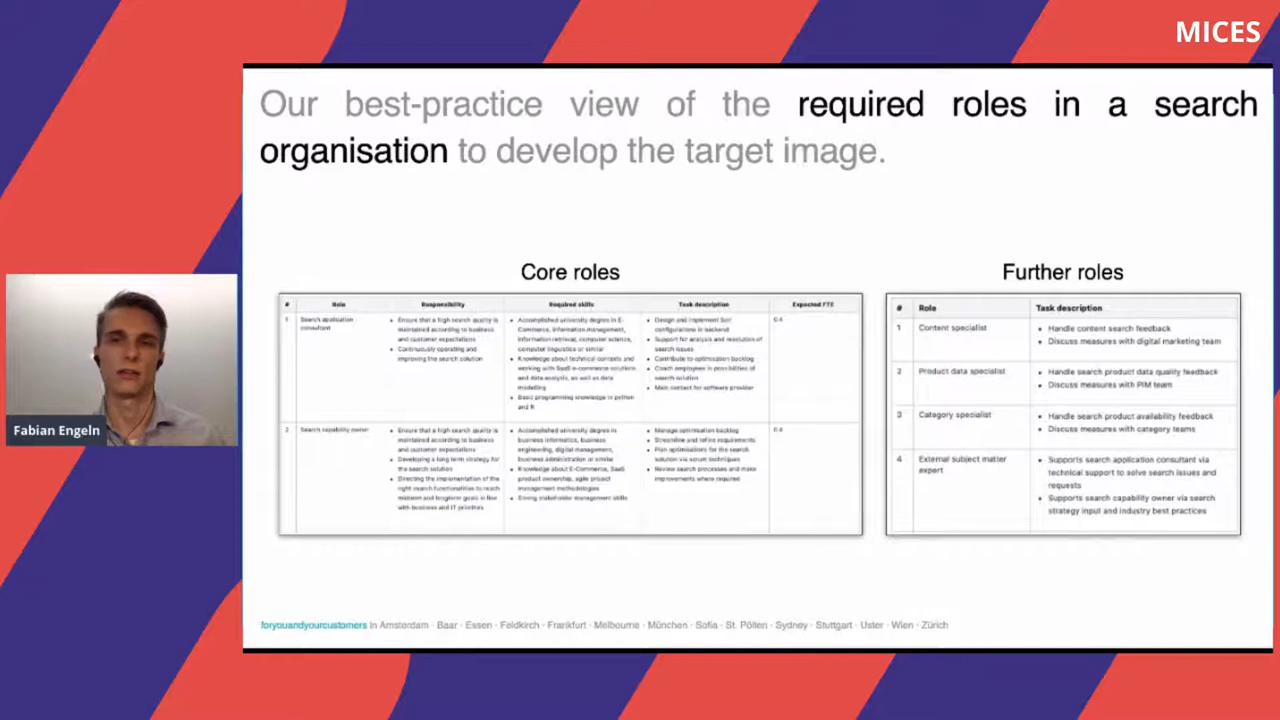 MICES
Our best-practice view of the required roles in a search
organisation to develop the target image.
Core roles
# Role Responsibility Required skills Task description Expected FTE
1 Search application
consultant
• Ensure that a high search quality is
maintained according to business
and customer expectations
• Continuously operating and
improving the search solution
• Accomplished university degree in E-
Commerce, information management,
information retrieval, computer science,
computer linguistics or similar
• Knowledge about technical contexts and
working with SaaS e-commerce solutions
and data analysis, as well as data
modelling
• Basic programming knowledge in python
and R
• Design and implement
configurations in backend
• Support for analysis and resolution of
search issues
• Contribute to optimisation backlog
• Coach employees in possibilities of
search solution
• Main contact for software provider
0.4
2 Search capability owner
• Ensure that a high search quality is
maintained according to business
and customer expectations
• Developing a long term strategy for
the search solution
• Directing the implementation of the
right search functionalities to reach
midterm and longterm goals in line
with business and IT priorities
• Accomplished university degree in
business informatics, business
engineering, digital management,
business administration or similar
• Knowledge about E-Commerce, SaaS
product ownership, agile project
management methodologies
• Strong stakeholder management skills
• Manage optimisation backlog
• Streamline and refine requirements
• Plan optimisations for the search
solution via scrum techniques
• Review search processes and make
improvements where required
0.4
Further roles
# Role Task description
1 Content specialist
• Handle content search feedback
• Discuss measures with digital marketing team
2 Product data specialist
• Handle search product data quality feedback
• Discuss measures with PIM team
3 Category specialist
• Handle search product availability feedback
• Discuss measures with category teams
4 External subject matter
expert
• Supports search application consultant via
technical support to solve search issues and
requests
• Supports search capability owner via search
strategy input and industry best practices
Fabian Engeln
foryouandyourcustomers in Amsterdam · Baar · Essen · Feldkirch · Frankfurt · Melbourne · München · Sofia · St. Pölten · Sydney · Stuttgart · Uster · Wien · Zürich